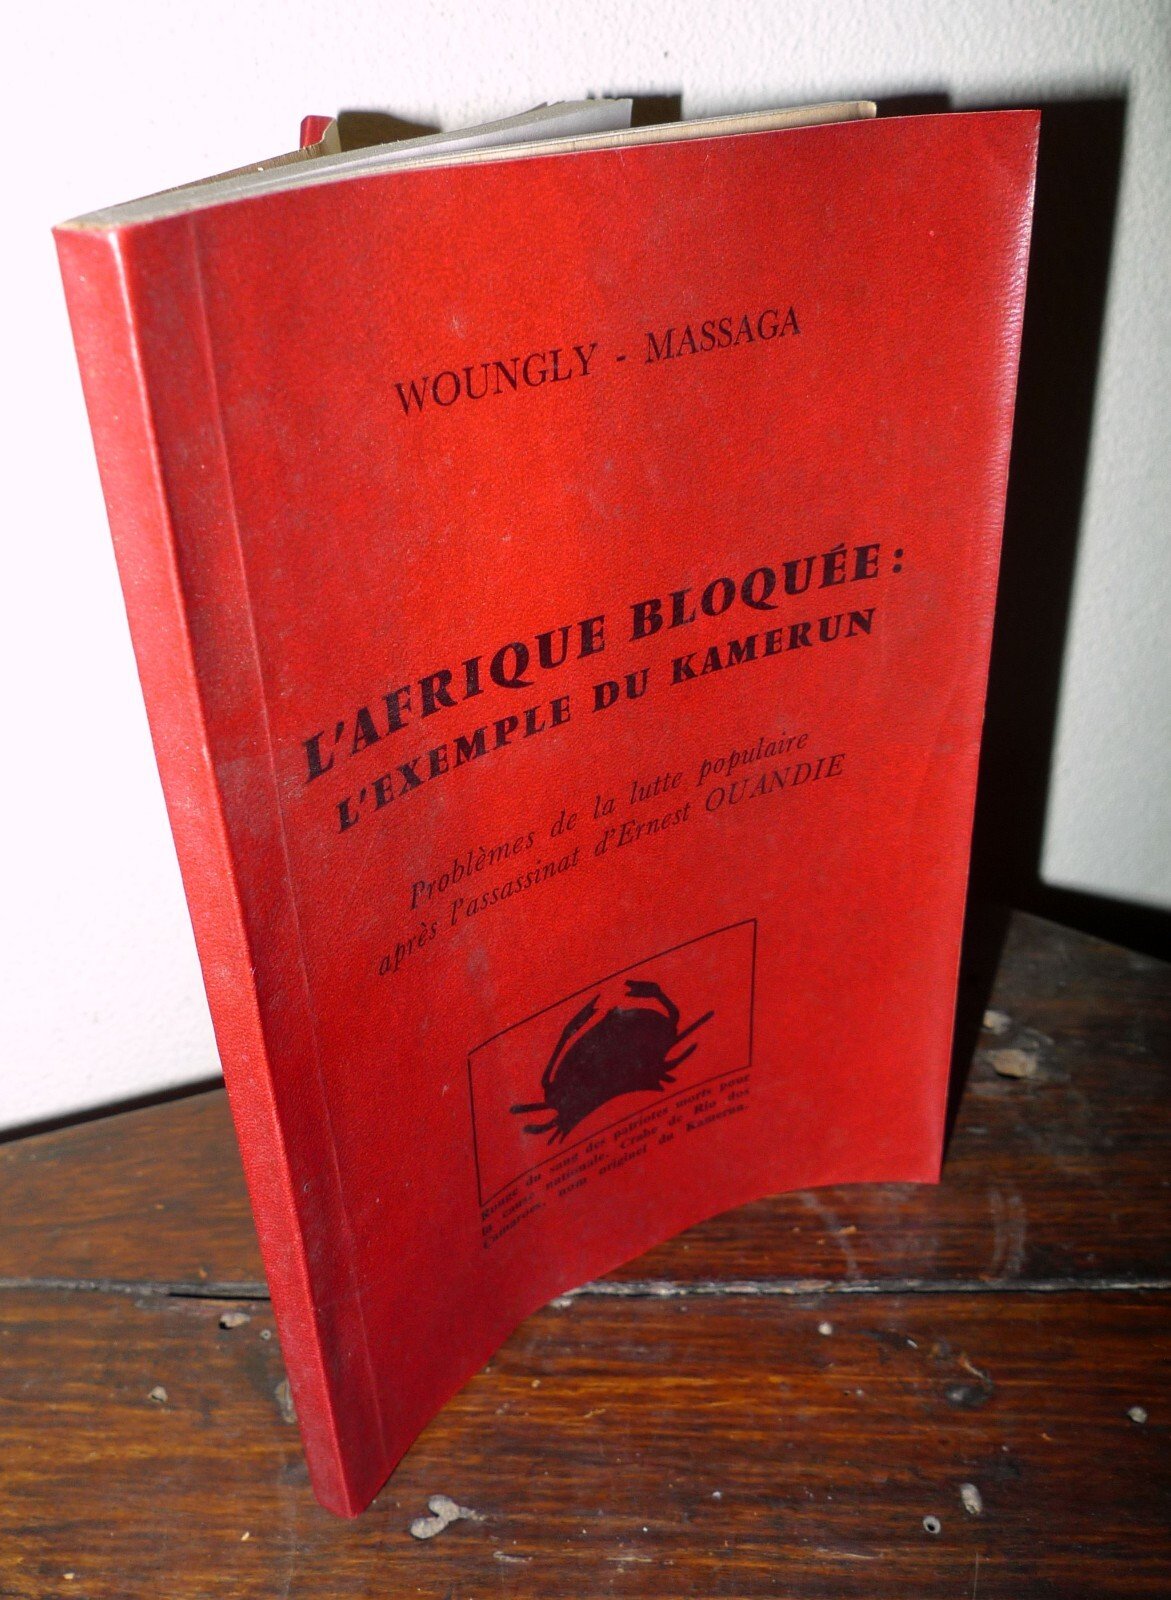 WOUNGLY - MASSAGA
L'AFRIQUE BLOQUÉE :
L'EXEMPLE DU KAMERUN
Problèmes de la lutte populaire
après l'assassinat d'Ernest OUANDIE
Rouge du sang des patriotes morts pour
la cause nationale. Crabe de Rio dos
Camaroes, nom originel du Kamerun.